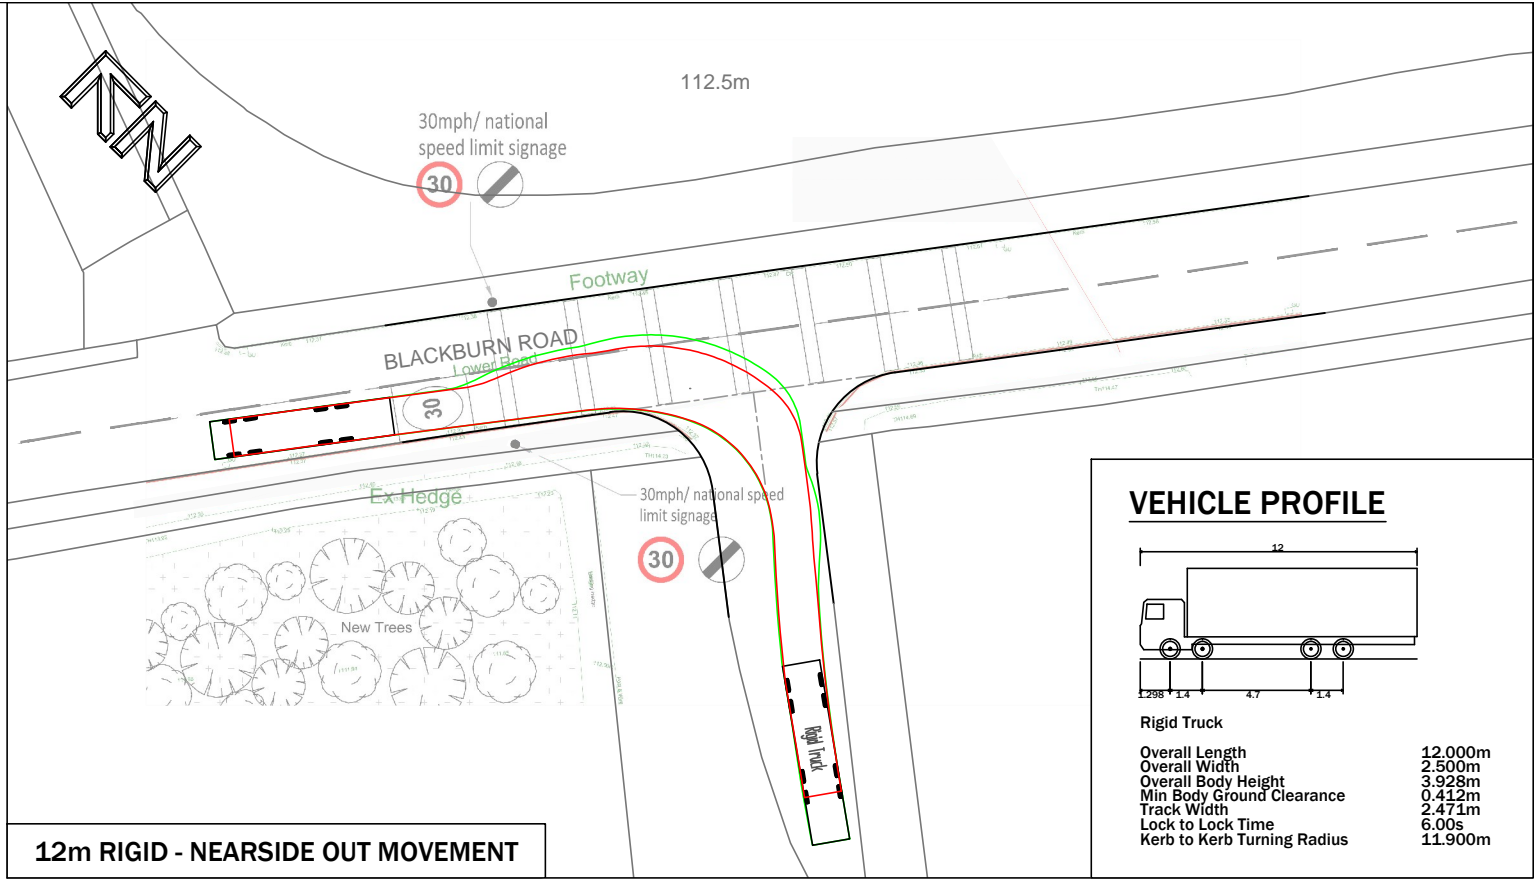 N
112.5m
30mph/ national
speed limit signage
30
Footway
BLACKBURN ROAD
Lower Road
30
Ex Hedge
30mph/ national speed
limit signage
30
New Trees
Rigid Truck
VEHICLE PROFILE
12
1.298 1.4 4.7 1.4
Rigid Truck
Overall Length 12.000m
Overall Width 2.500m
Overall Body Height 3.928m
Min Body Ground Clearance 0.412m
Track Width 2.471m
Lock to Lock Time 6.00s
Kerb to Kerb Turning Radius 11.900m
12m RIGID - NEARSIDE OUT MOVEMENT